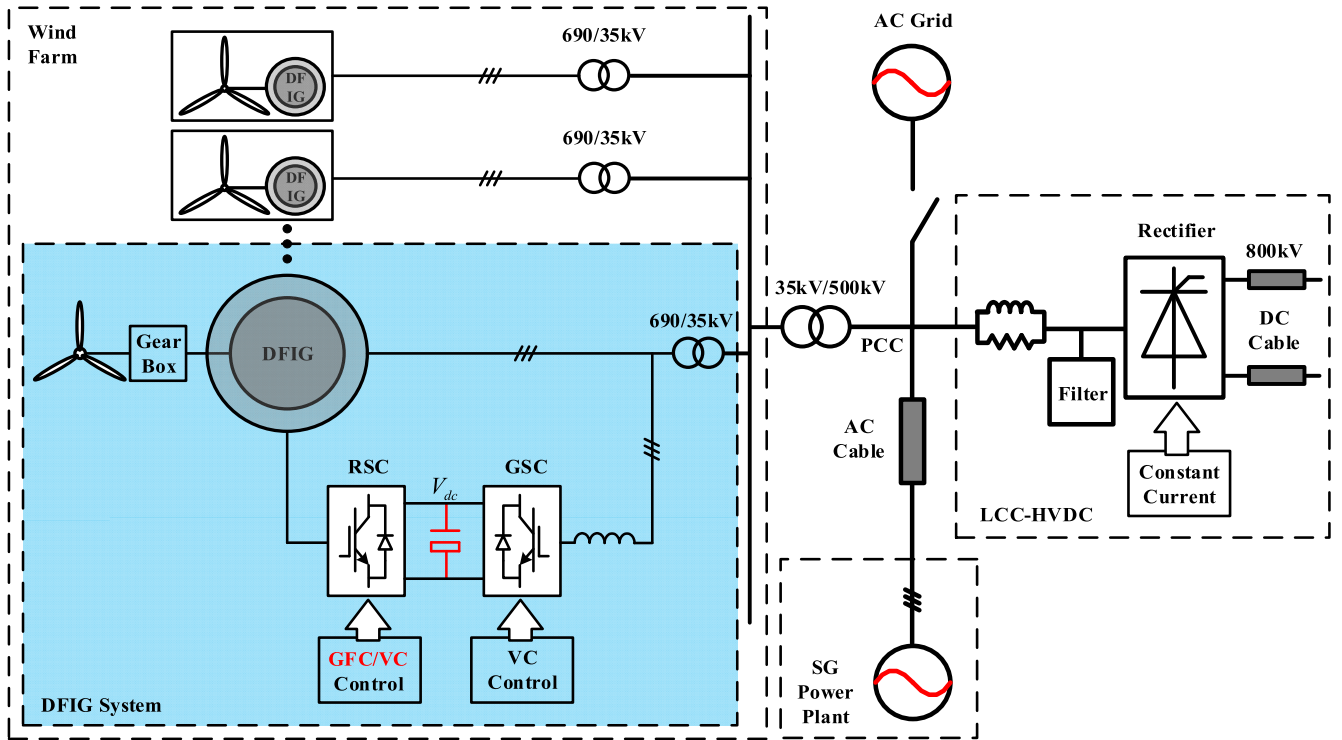 Wind
Farm
690/35kV
DF
IG
690/35kV
DF
IG
AC Grid
Rectifier
800kV
DC
Cable
35kV/500kV
690/35kV
Gear
Box
DFIG
PCC
Filter
AC
Cable
Constant
Current
LCC-HVDC
RSC
V_dc
GSC
GFC/VC
Control
VC
Control
DFIG System
SG
Power
Plant